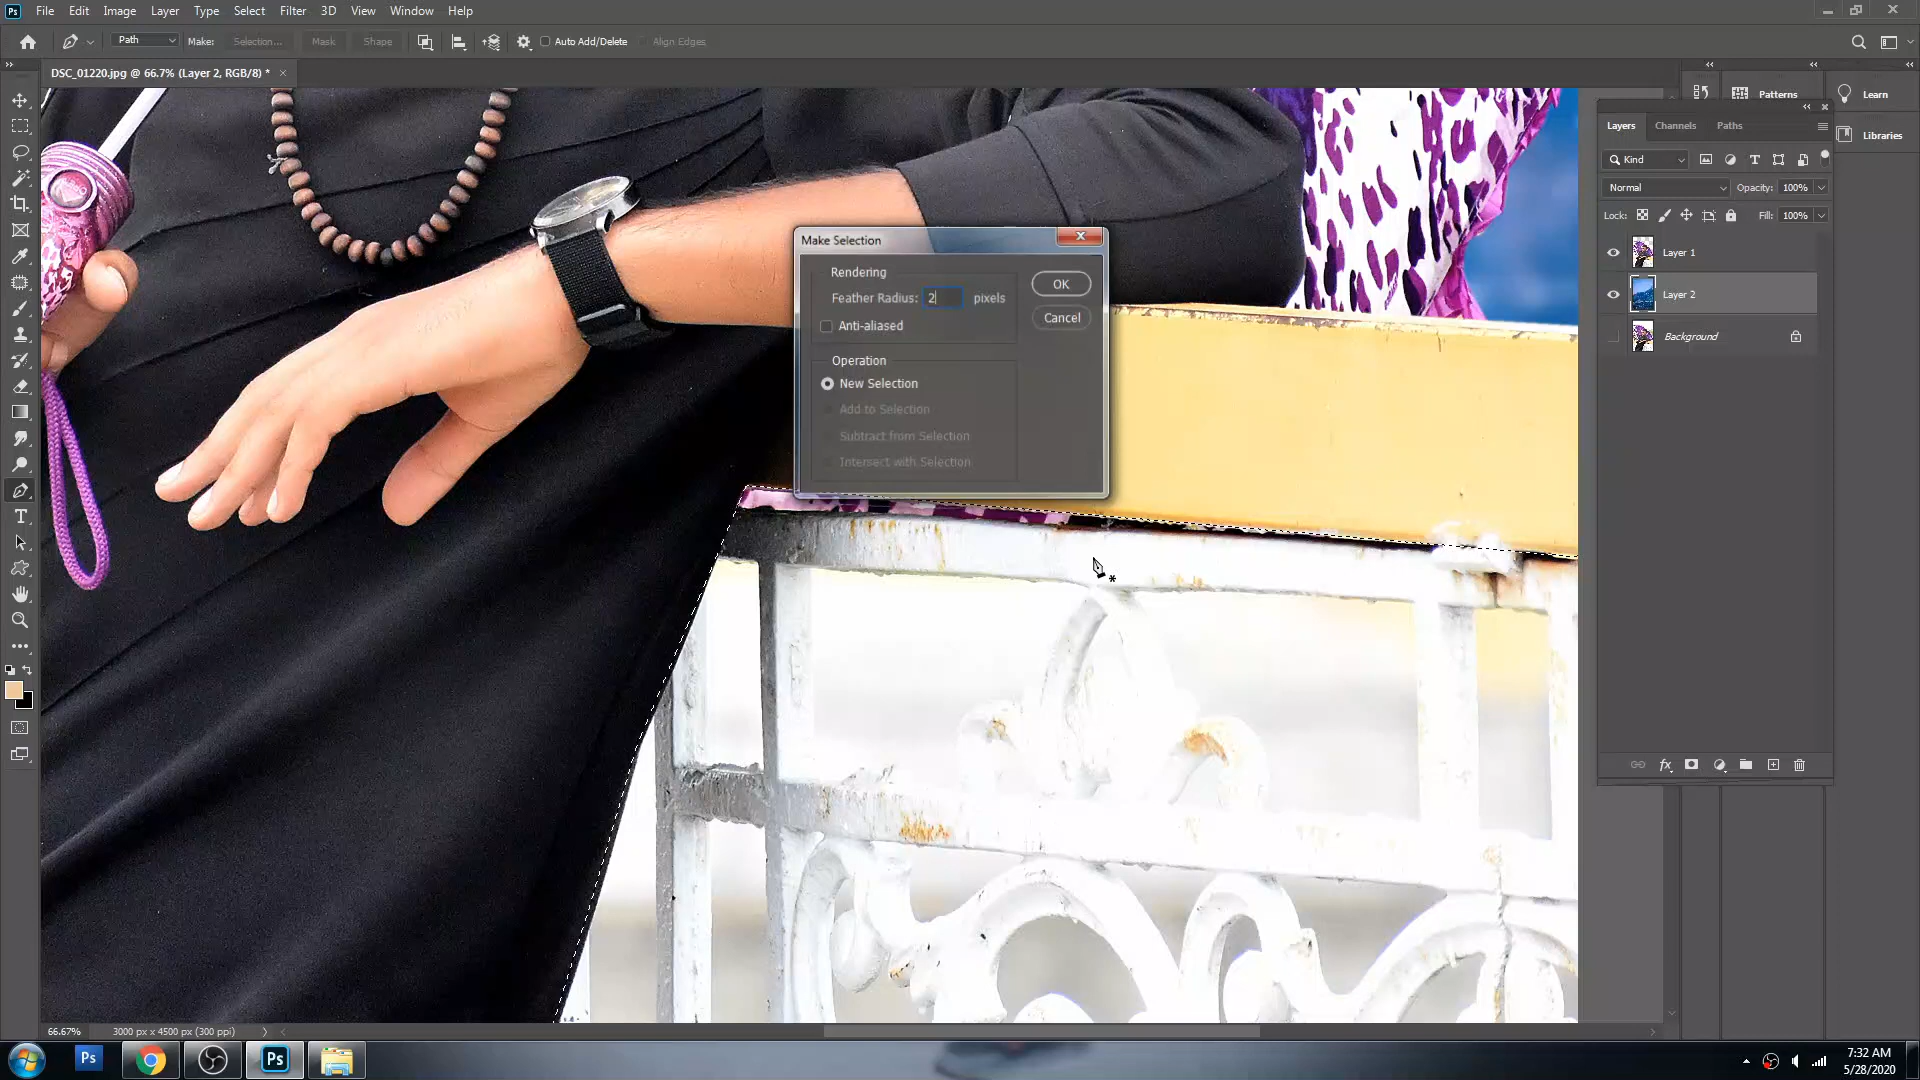 Ps File Edit Image Layer Type Select Filter 3D View Window Help
Path Make: Selection... Mask Shape Auto Add/Delete Align Edges
DSC_01220.jpg @ 66.7% (Layer 2, RGB/8) *
Patterns
Learn
Libraries
Layers Channels Paths
Kind
Normal Opacity: 100%
Lock: Fill: 100%
Layer 1
Layer 2
Background
fx
Make Selection
Rendering
Feather Radius: 2 pixels
Anti-aliased
OK
Cancel
Operation
New Selection
Add to Selection
Subtract from Selection
Intersect with Selection
66.67% 3000 px x 4500 px (300 ppi)
Ps
Ps
7:32 AM
5/28/2020